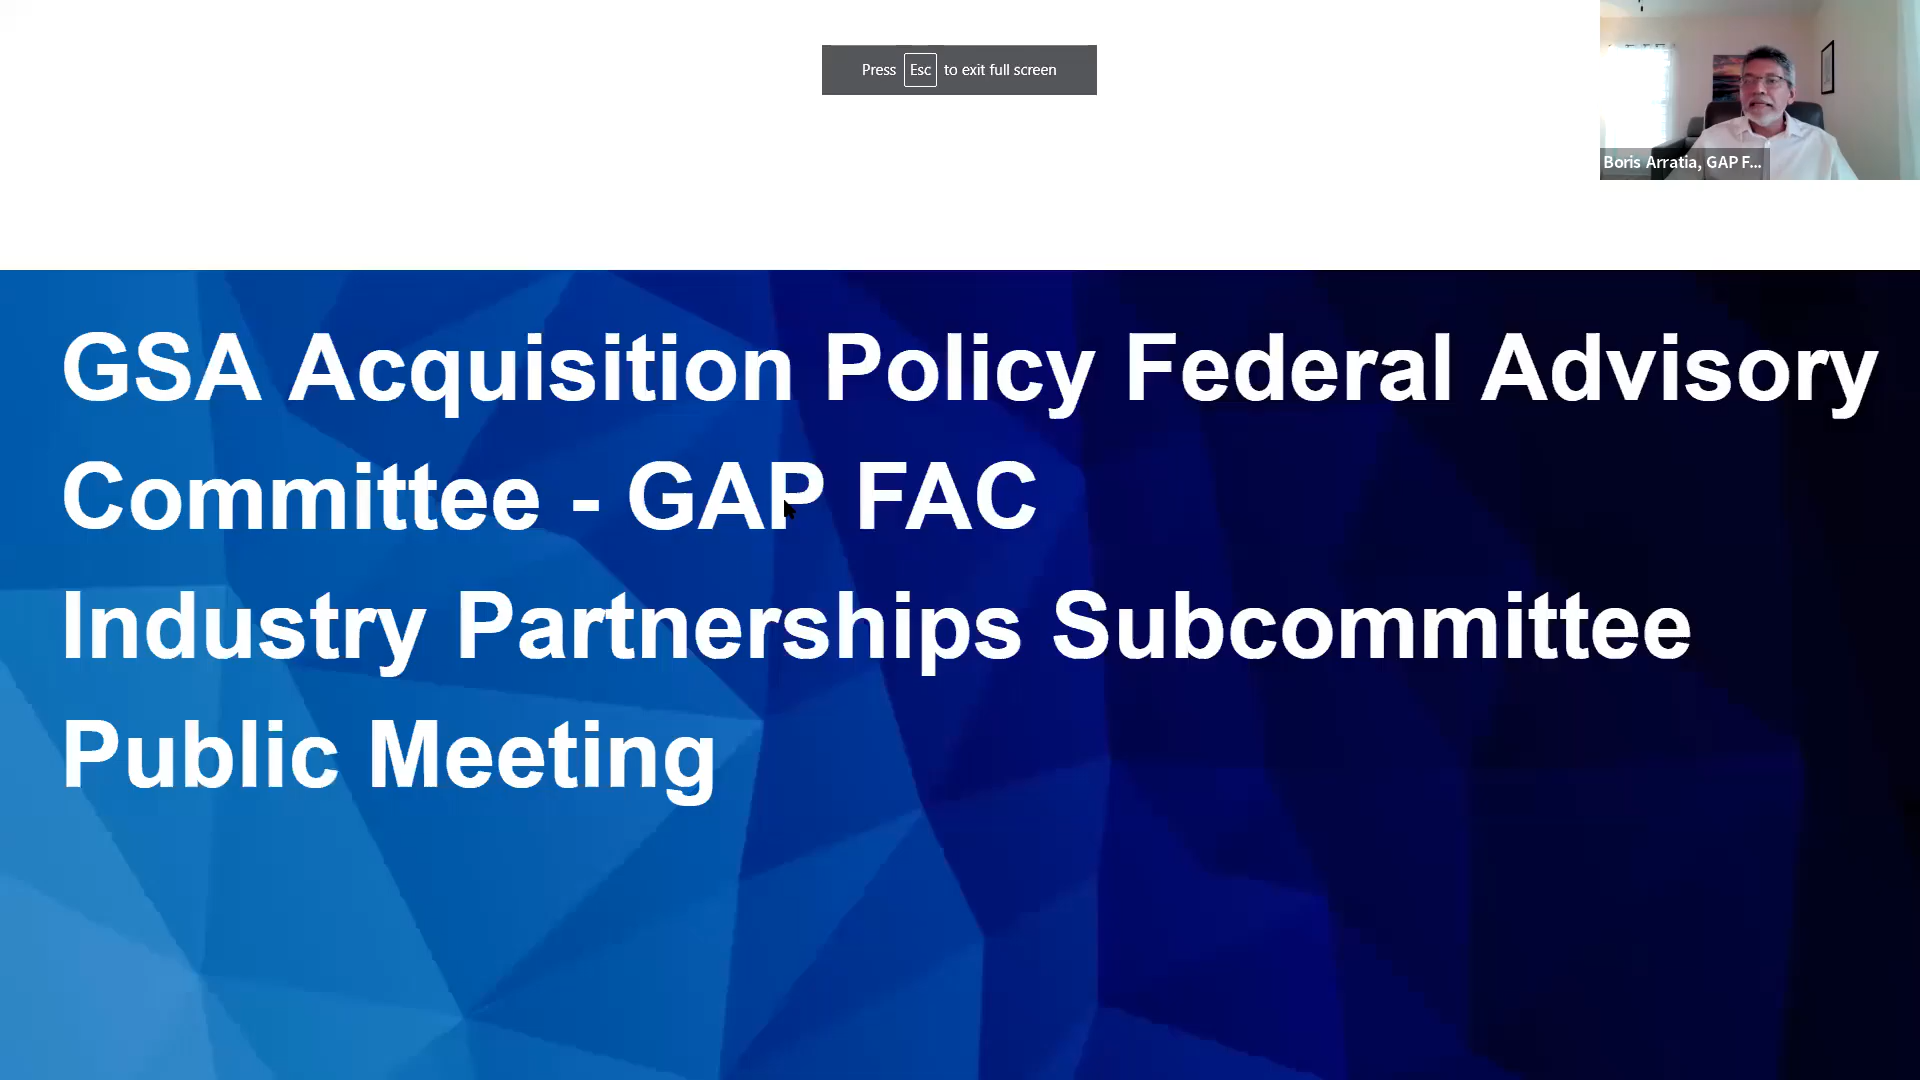 Press Esc to exit full screen
Boris Arratia, GAP F...
GSA Acquisition Policy Federal Advisory
Committee - GAP FAC
Industry Partnerships Subcommittee
Public Meeting